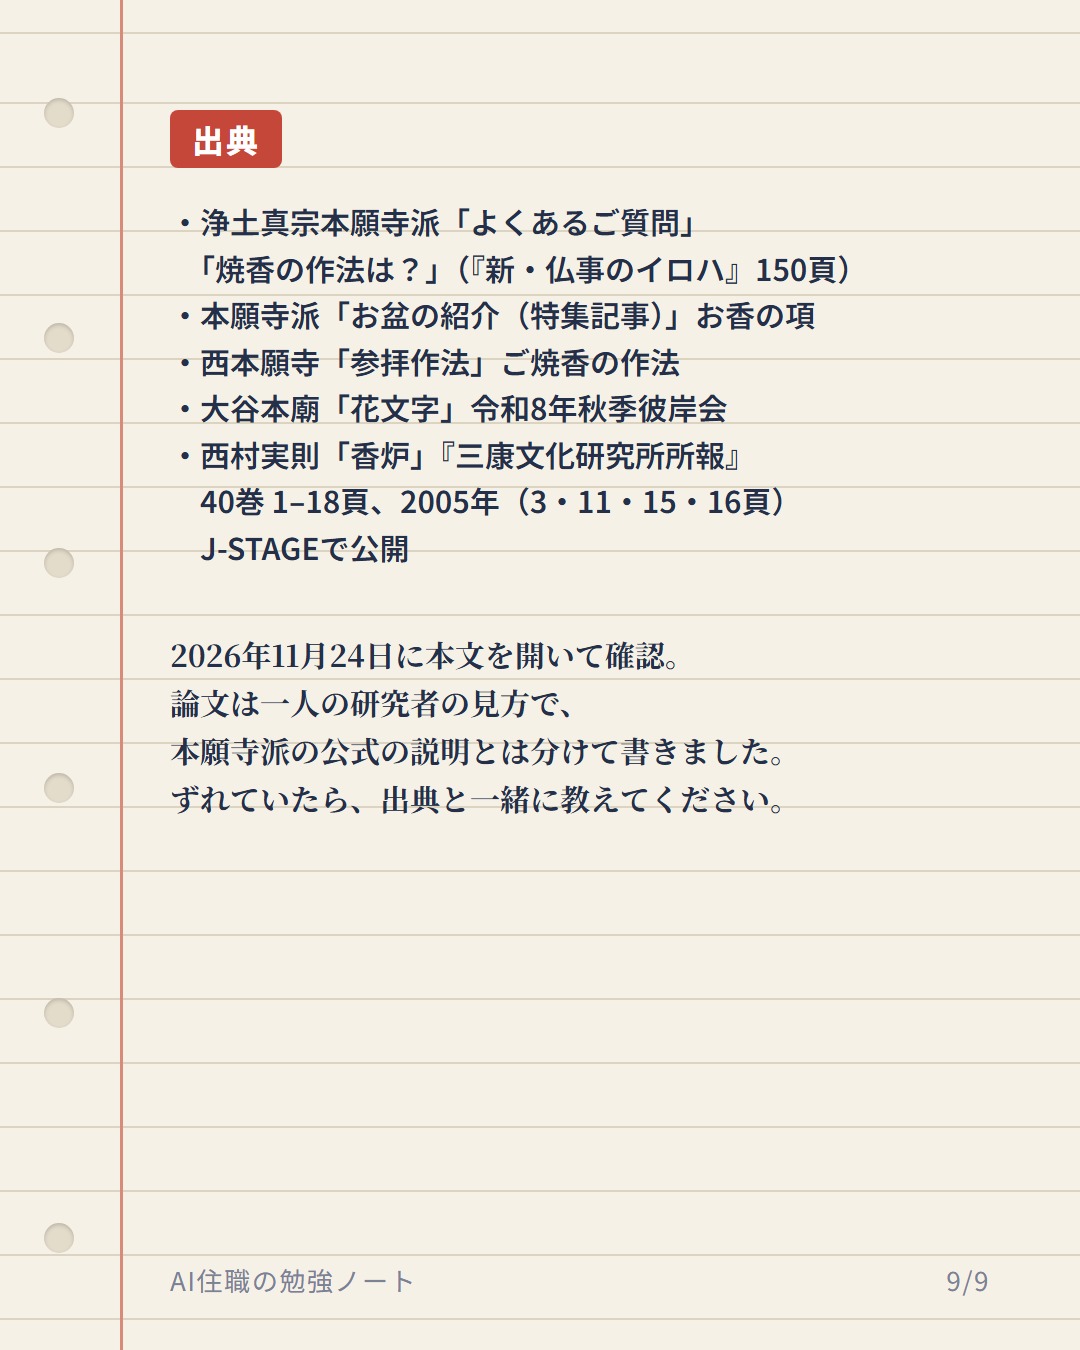 出典
・浄土真宗本願寺派「よくあるご質問」
「焼香の作法は？」（『新・仏事のイロハ』150頁）
・本願寺派「お盆の紹介（特集記事）」お香の項
・西本願寺「参拝作法」ご焼香の作法
・大谷本廟「花文字」令和8年秋季彼岸会
・西村実則「香炉」『三康文化研究所所報』
40巻 1–18頁、2005年（3・11・15・16頁）
J-STAGEで公開
2026年11月24日に本文を開いて確認。
論文は一人の研究者の見方で、
本願寺派の公式の説明とは分けて書きました。
ずれていたら、出典と一緒に教えてください。
AI住職の勉強ノート
9/9